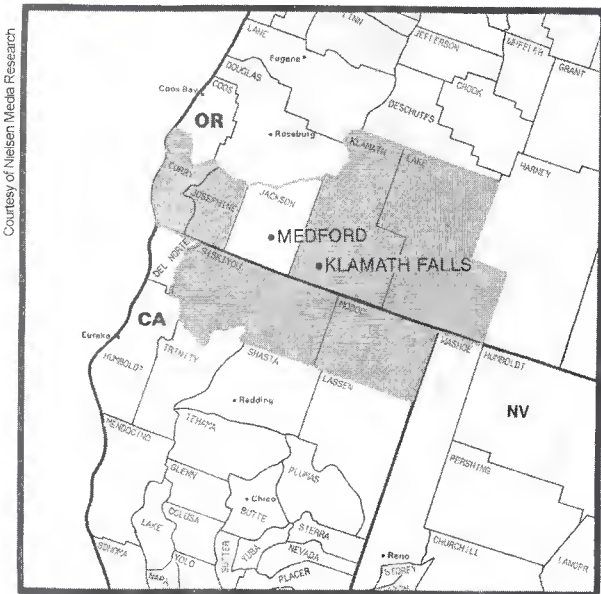 Courtesy of Nielsen Media Research
LANE
LINN
JEFFERSON
WHEELER
GRANT
Eugene
DOUGLAS
CROOK
Coos Bay
COOS
DESCHUTES
OR
Roseburg
KLAMATH
LAKE
HARNEY
CURRY
JOSEPHINE
JACKSON
MEDFORD
KLAMATH FALLS
DEL NORTE
SISKIYOU
MODOC
CA
WASHOE
HUMBOLDT
Eureka
HUMBOLDT
TRINITY
SHASTA
LASSEN
NV
Redding
MENDOCINO
TEHAMA
PLUMAS
PERSHING
GLENN
Chico
BUTTE
COLUSA
LAKE
SIERRA
YUBA
NEVADA
SUTTER
CHURCHILL
SONOMA
YOLO
PLACER
Reno
STOREY
LANDER
NAPA